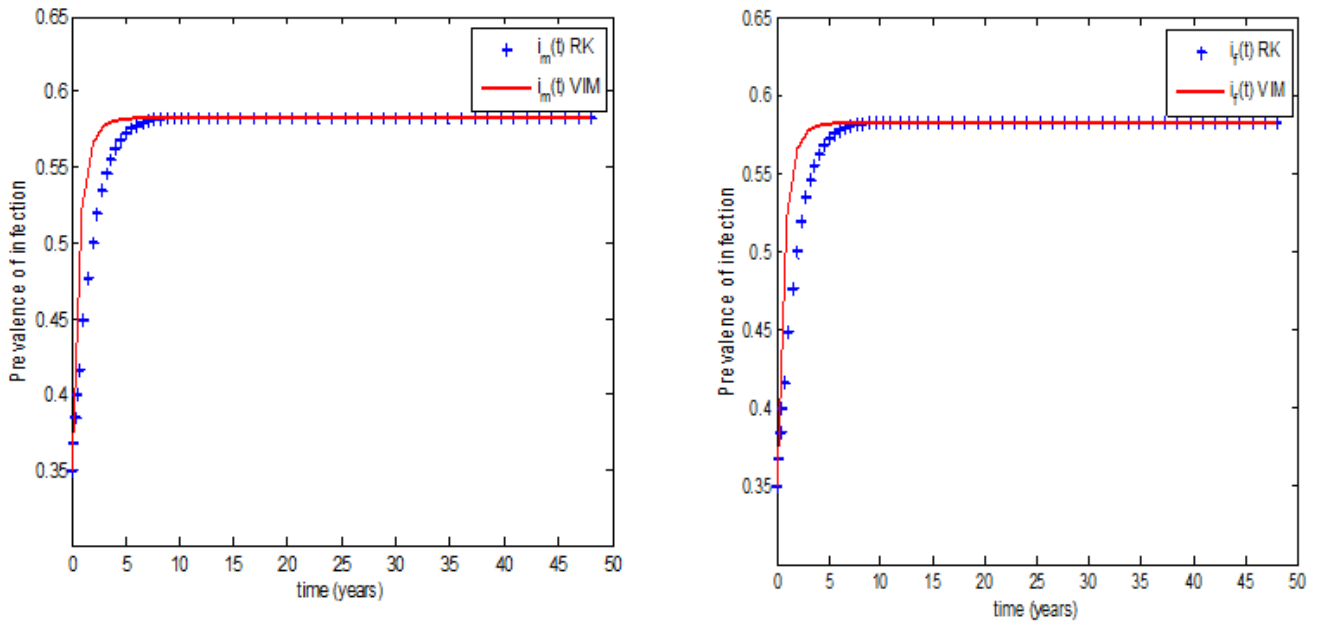 0.65
0.6
0.55
0.5
0.45
0.4
0.35
Prevalence of infection
i_m(t) RK
i_m(t) VIM
0 5 10 15 20 25 30 35 40 45 50
time (years)
0.65
0.6
0.55
0.5
0.45
0.4
0.35
Prevalence of infection
i_f(t) RK
i_f(t) VIM
0 5 10 15 20 25 30 35 40 45 50
time (years)